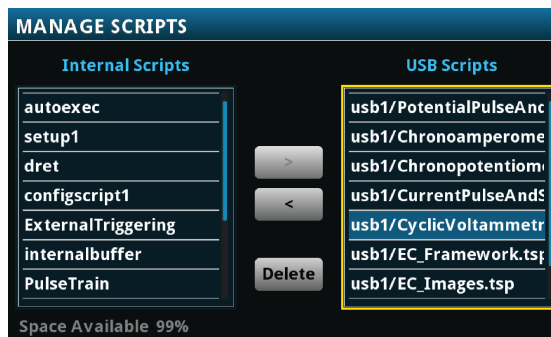 MANAGE SCRIPTS
Internal Scripts
autoexec
setup1
dret
configscript1
ExternalTriggering
internalbuffer
PulseTrain
>
<
Delete
USB Scripts
usb1/PotentialPulseAnd
usb1/Chronoamperome
usb1/Chronopotentiom
usb1/CurrentPulseAndS
usb1/CyclicVoltammetr
usb1/EC_Framework.tsp
usb1/EC_Images.tsp
Space Available 99%